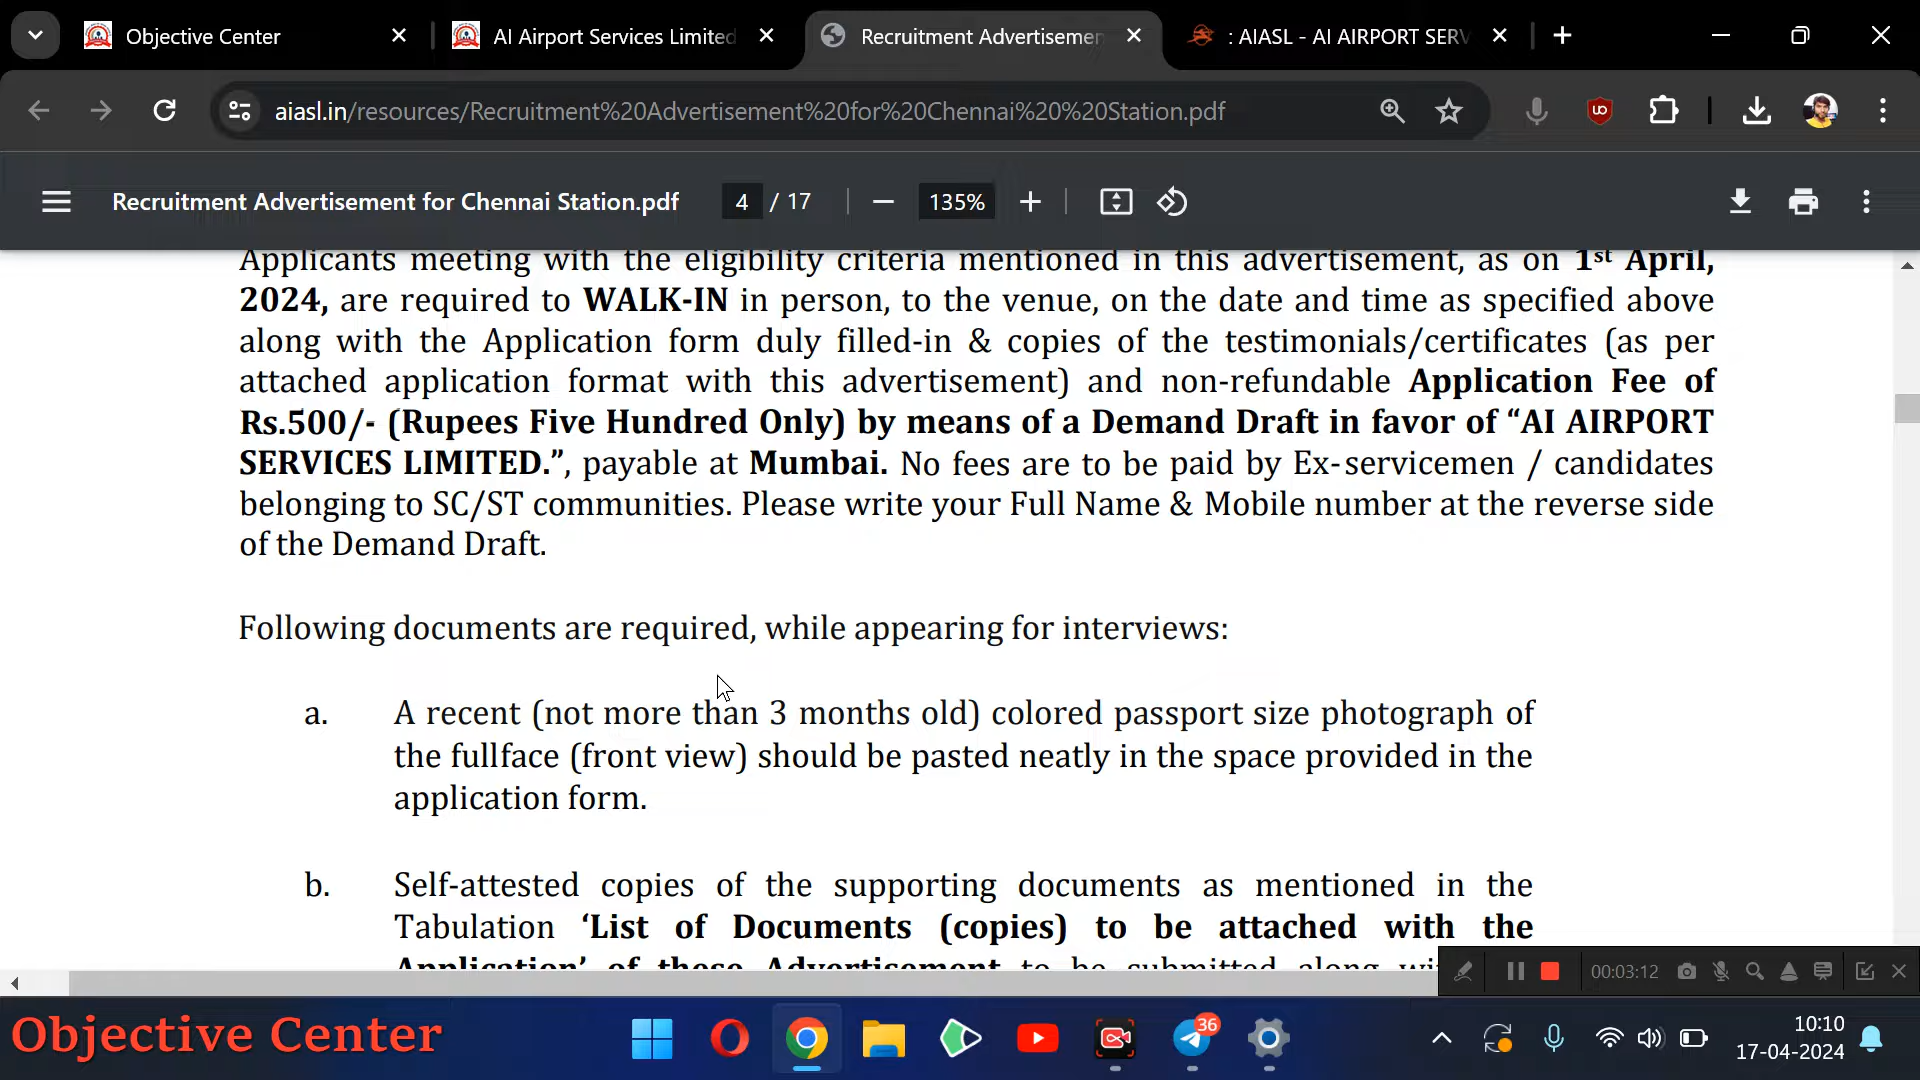 Objective Center
AI Airport Services Limited
Recruitment Advertisemen
: AIASL - AI AIRPORT SERV
aiasl.in/resources/Recruitment%20Advertisement%20for%20Chennai%20%20Station.pdf
Recruitment Advertisement for Chennai Station.pdf
4 / 17
135%
Applicants meeting with the eligibility criteria mentioned in this advertisement, as on 1st April,
2024, are required to WALK-IN in person, to the venue, on the date and time as specified above
along with the Application form duly filled-in & copies of the testimonials/certificates (as per
attached application format with this advertisement) and non-refundable Application Fee of
Rs.500/- (Rupees Five Hundred Only) by means of a Demand Draft in favor of “AI AIRPORT
SERVICES LIMITED.”, payable at Mumbai. No fees are to be paid by Ex-servicemen / candidates
belonging to SC/ST communities. Please write your Full Name & Mobile number at the reverse side
of the Demand Draft.
Following documents are required, while appearing for interviews:
a. A recent (not more than 3 months old) colored passport size photograph of
the fullface (front view) should be pasted neatly in the space provided in the
application form.
b. Self-attested copies of the supporting documents as mentioned in the
Tabulation ‘List of Documents (copies) to be attached with the
Application’ of these Advertisement to be submitted along wi
00:03:12
Objective Center
36
10:10
17-04-2024